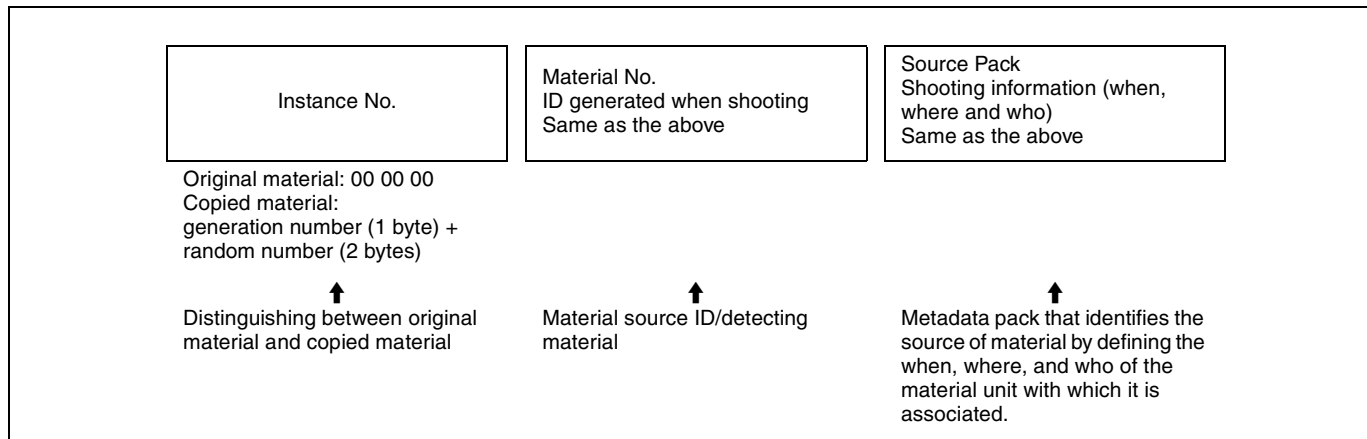 Instance No.
Material No.
ID generated when shooting
Same as the above
Source Pack
Shooting information (when,
where and who)
Same as the above
Original material: 00 00 00
Copied material:
generation number (1 byte) +
random number (2 bytes)
Distinguishing between original
material and copied material
Material source ID/detecting
material
Metadata pack that identifies the
source of material by defining the
when, where, and who of the
material unit with which it is
associated.